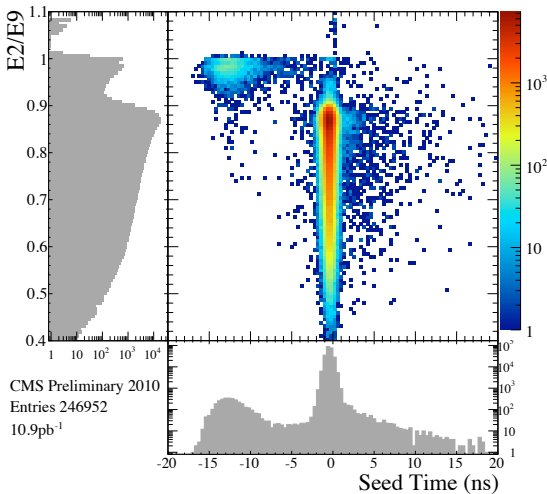 E2/E9
1.1
1
0.9
0.8
0.7
0.6
0.5
0.4
1 10 10² 10³ 10⁴
10³
10²
10
1
CMS Preliminary 2010
Entries 246952
10.9pb⁻¹
10⁵
10⁴
10³
10²
10
1
-20 -15 -10 -5 0 5 10 15 20
Seed Time (ns)